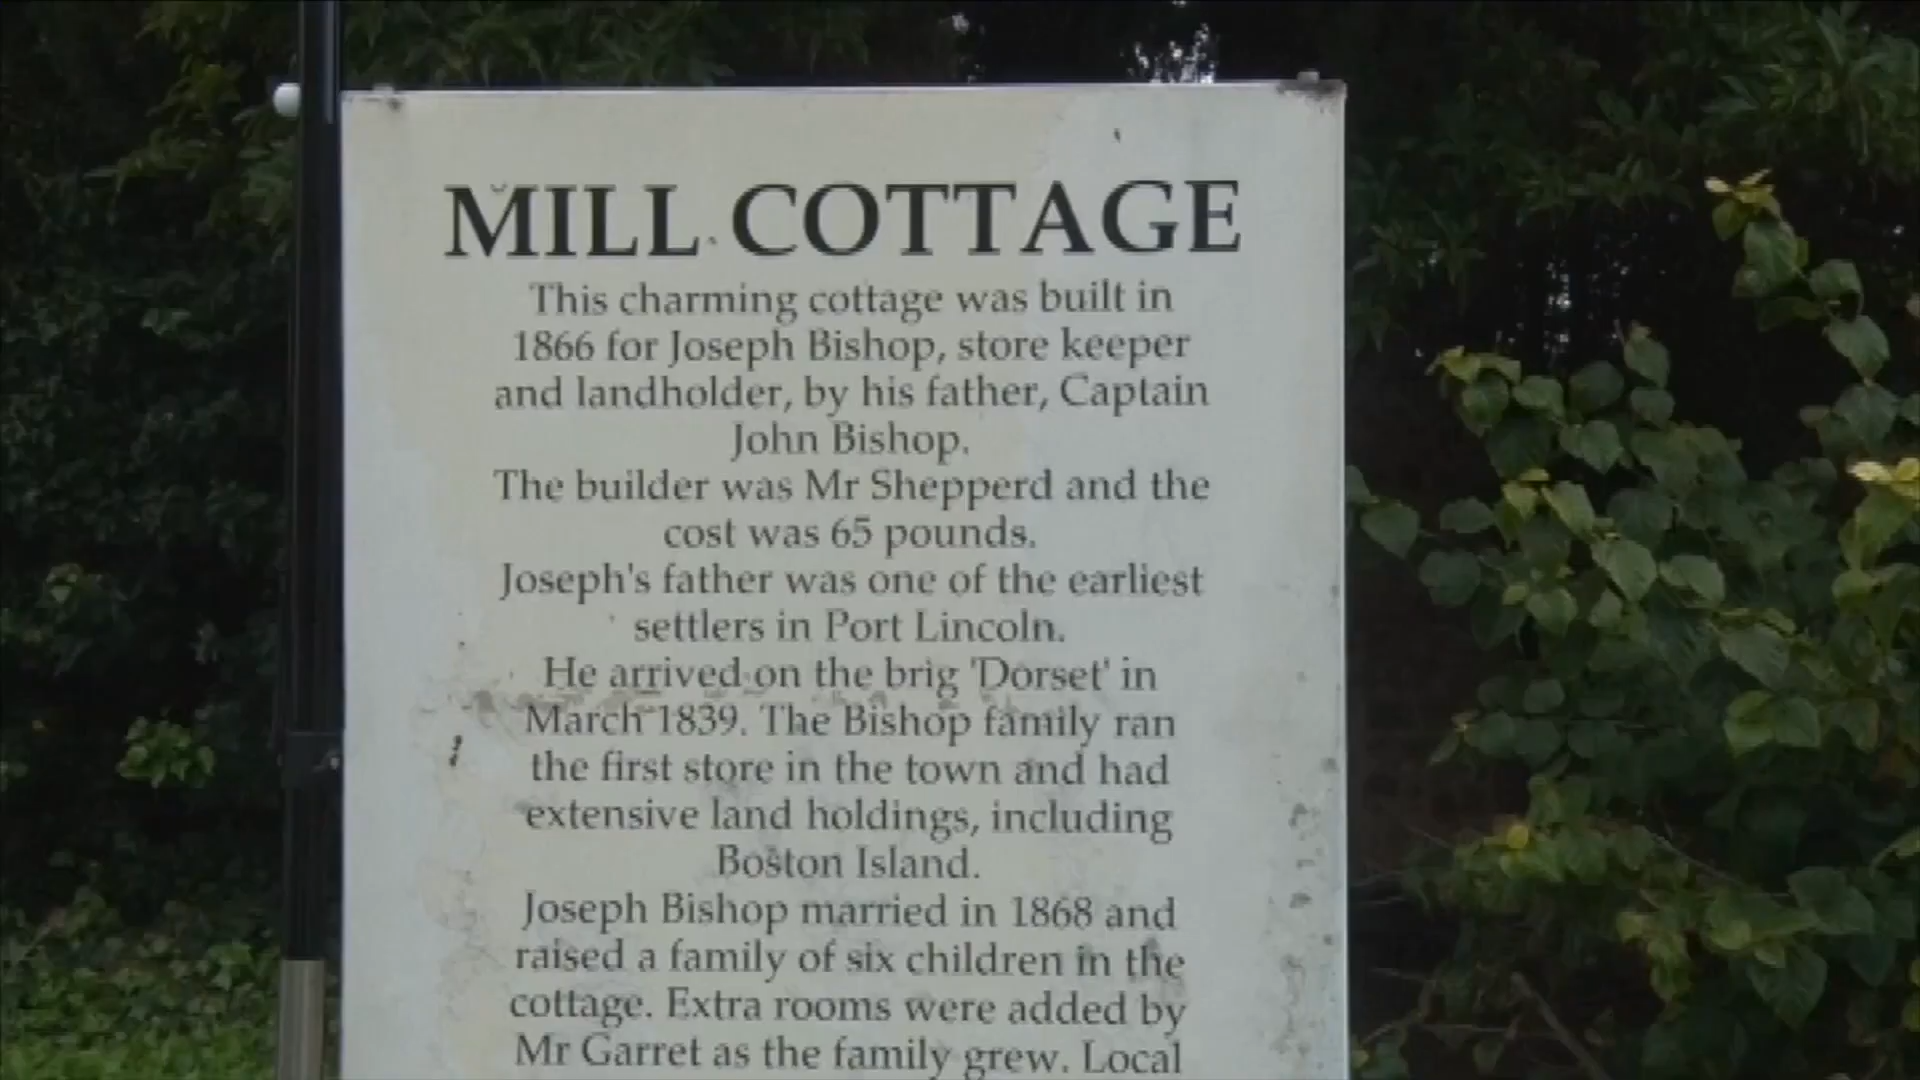 MILL COTTAGE
This charming cottage was built in
1866 for Joseph Bishop, store keeper
and landholder, by his father, Captain
John Bishop.
The builder was Mr Shepperd and the
cost was 65 pounds.
Joseph's father was one of the earliest
settlers in Port Lincoln.
He arrived on the brig 'Dorset' in
March 1839. The Bishop family ran
the first store in the town and had
extensive land holdings, including
Boston Island.
Joseph Bishop married in 1868 and
raised a family of six children in the
cottage. Extra rooms were added by
Mr Garret as the family grew. Local